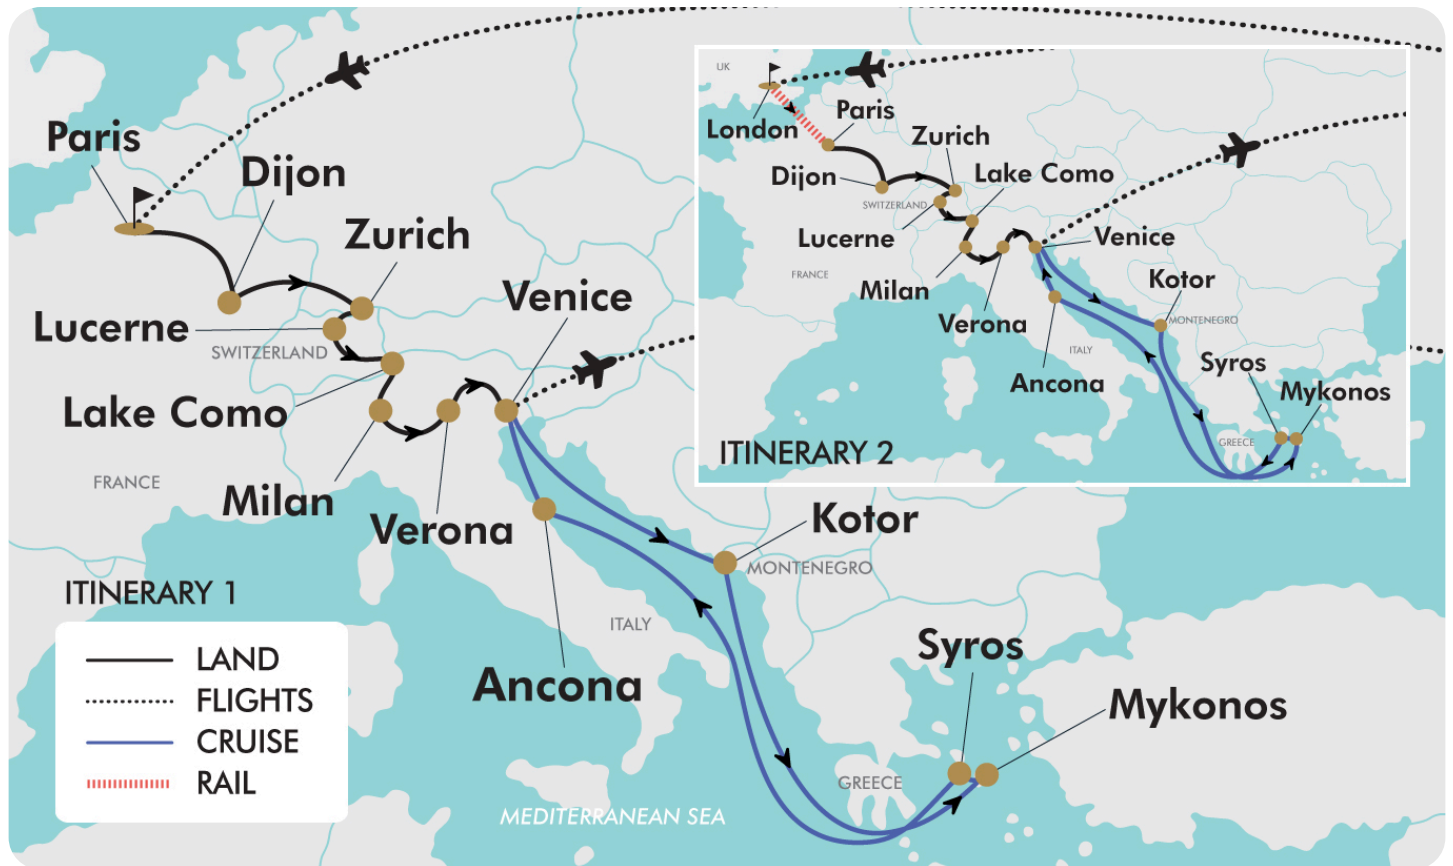 Paris
Dijon
Zurich
Lucerne
SWITZERLAND
Venice
Lake Como
FRANCE
Milan
Verona
Kotor
MONTENEGRO
ITALY
Ancona
Syros
Mykonos
GREECE
MEDITERRANEAN SEA
ITINERARY 1
LAND
FLIGHTS
CRUISE
RAIL
UK
London
Paris
Zurich
Dijon
Lake Como
SWITZERLAND
Lucerne
Venice
FRANCE
Milan
Kotor
Verona
MONTENEGRO
ITALY
Ancona
Syros
Mykonos
GREECE
ITINERARY 2